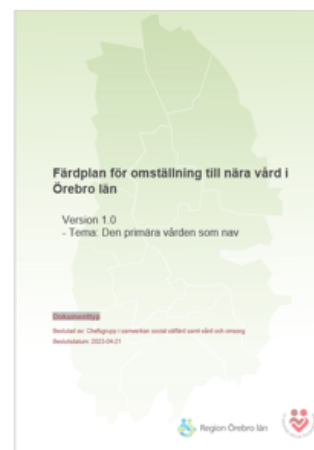 Färdplan för omställning till nära vård i
Örebro län
Version 1.0
- Tema: Den primära vården som nav
Dokumenttyp
Beslutad av: Chefsgrupp i samverkan social välfärd samt vård och omsorg
Beslutsdatum: 2023-04-21
Region Örebro län